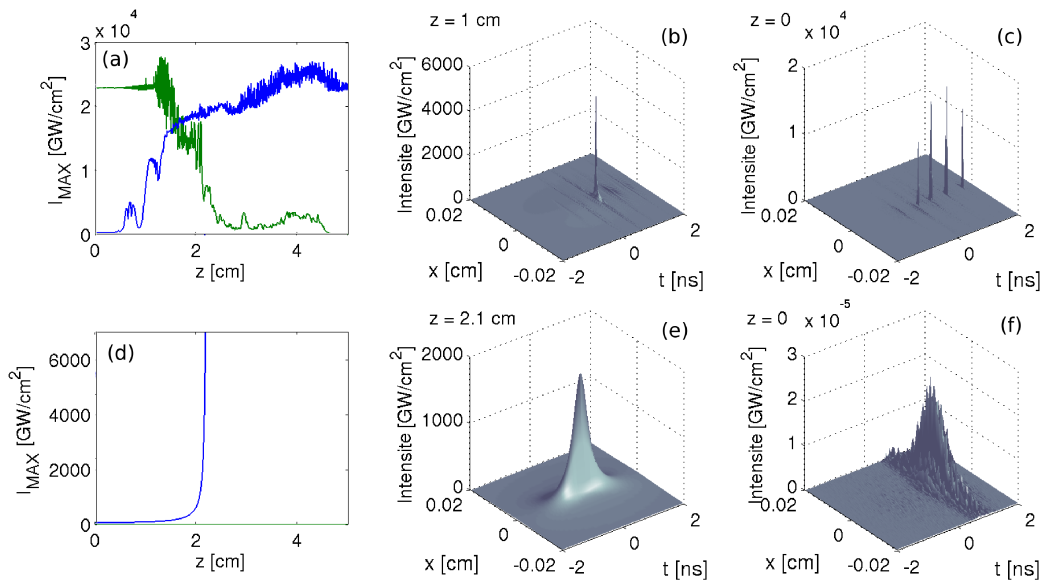 x 10^4
(a)
3
2
1
0
I_MAX [GW/cm^2]
0 2 4
z [cm]
z = 1 cm
(b)
6000
4000
2000
0
Intensite [GW/cm^2]
0.02 0 -0.02
x [cm]
-2 0 2
t [ns]
z=0 x 10^4
(c)
2
1
0
Intensite [GW/cm^2]
0.02 0 -0.02
x [cm]
-2 0 2
t [ns]
(d)
6000
4000
2000
0
I_MAX [GW/cm^2]
0 2 4
z [cm]
z = 2.1 cm
(e)
2000
1000
0
Intensite [GW/cm^2]
0.02 0 -0.02
x [cm]
-2 0 2
t [ns]
z=0 x 10^-5
(f)
3
2
1
0
Intensite [GW/cm^2]
0.02 0 -0.02
x [cm]
-2 0 2
t [ns]